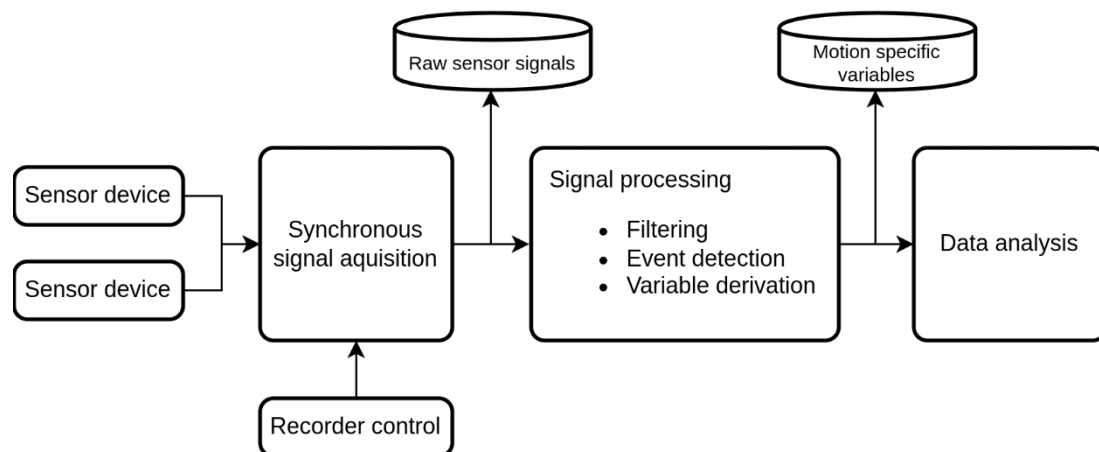 Raw sensor signals
Motion specific
variables
Sensor device
Sensor device
Synchronous
signal aquisition
Signal processing
• Filtering
• Event detection
• Variable derivation
Data analysis
Recorder control